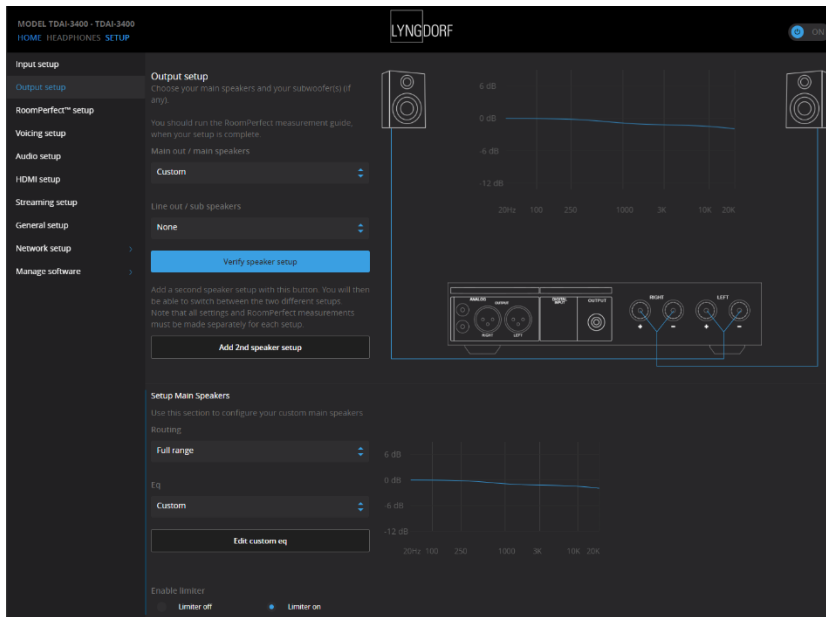 MODEL TDAI-3400 - TDAI-3400
HOME HEADPHONES SETUP
LYNGDORF
ON
Input setup
Output setup
RoomPerfect™ setup
Voicing setup
Audio setup
HDMI setup
Streaming setup
General setup
Network setup
Manage software
Output setup
Choose your main speakers and your subwoofer(s) (if
any).
You should run the RoomPerfect measurement guide,
when your setup is complete.
Main out / main speakers
Custom
Line out / sub speakers
None
Verify speaker setup
Add a second speaker setup with this button. You will then
be able to switch between the two different setups
Note that all settings and RoomPerfect measurements
must be made separately for each setup.
Add 2nd speaker setup
6 dB
0 dB
-6 dB
-12 dB
20Hz 100 250 1000 3K 10K 20K
ANALOG OUTPUT
DIGITAL
INPUT
OUTPUT
RIGHT
LEFT
RIGHT LEFT
+ - + -
Setup Main Speakers
Use this section to configure your custom main speakers
Routing
Full range
Eq
Custom
Edit custom eq
6 dB
0 dB
-6 dB
-12 dB
20Hz 100 250 1000 3K 10K 20K
Enable limiter
Limiter off
Limiter on